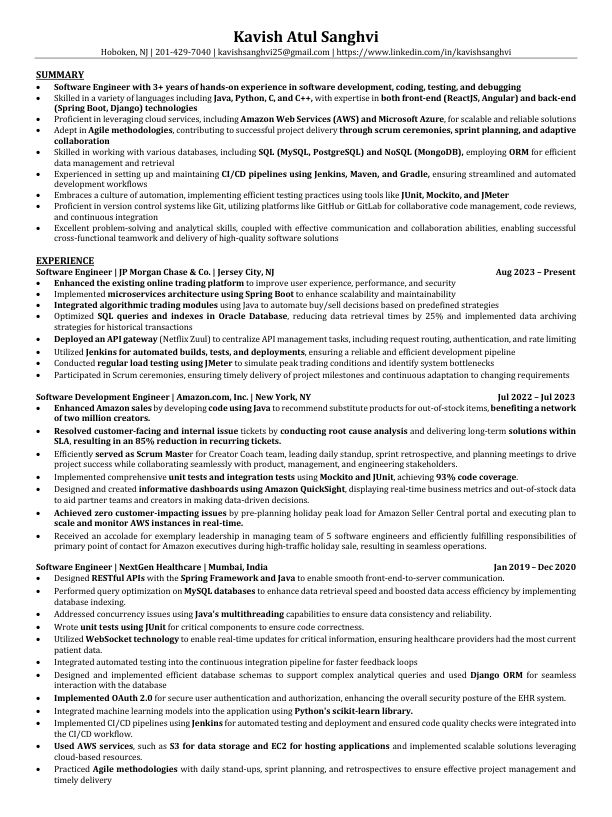 Kavish Atul Sanghvi
Hoboken, NJ | 201-429-7040 | kavishsanghvi25@gmail.com | https://www.linkedin.com/in/kavishsanghvi
SUMMARY
• Software Engineer with 3+ years of hands-on experience in software development, coding, testing, and debugging
• Skilled in a variety of languages including Java, Python, C, and C++, with expertise in both front-end (ReactJS, Angular) and back-end
(Spring Boot, Django) technologies
• Proficient in leveraging cloud services, including Amazon Web Services (AWS) and Microsoft Azure, for scalable and reliable solutions
• Adept in Agile methodologies, contributing to successful project delivery through scrum ceremonies, sprint planning, and adaptive
collaboration
• Skilled in working with various databases, including SQL (MySQL, PostgreSQL) and NoSQL (MongoDB), employing ORM for efficient
data management and retrieval
• Experienced in setting up and maintaining CI/CD pipelines using Jenkins, Maven, and Gradle, ensuring streamlined and automated
development workflows
• Embraces a culture of automation, implementing efficient testing practices using tools like JUnit, Mockito, and JMeter
• Proficient in version control systems like Git, utilizing platforms like GitHub or GitLab for collaborative code management, code reviews,
and continuous integration
• Excellent problem-solving and analytical skills, coupled with effective communication and collaboration abilities, enabling successful
cross-functional teamwork and delivery of high-quality software solutions
EXPERIENCE
Software Engineer | JP Morgan Chase & Co. | Jersey City, NJ Aug 2023 – Present
• Enhanced the existing online trading platform to improve user experience, performance, and security
• Implemented microservices architecture using Spring Boot to enhance scalability and maintainability
• Integrated algorithmic trading modules using Java to automate buy/sell decisions based on predefined strategies
• Optimized SQL queries and indexes in Oracle Database, reducing data retrieval times by 25% and implemented data archiving
strategies for historical transactions
• Deployed an API gateway (Netflix Zuul) to centralize API management tasks, including request routing, authentication, and rate limiting
• Utilized Jenkins for automated builds, tests, and deployments, ensuring a reliable and efficient development pipeline
• Conducted regular load testing using JMeter to simulate peak trading conditions and identify system bottlenecks
• Participated in Scrum ceremonies, ensuring timely delivery of project milestones and continuous adaptation to changing requirements
Software Development Engineer | Amazon.com, Inc. | New York, NY Jul 2022 – Jul 2023
• Enhanced Amazon sales by developing code using Java to recommend substitute products for out-of-stock items, benefiting a network
of two million creators.
• Resolved customer-facing and internal issue tickets by conducting root cause analysis and delivering long-term solutions within
SLA, resulting in an 85% reduction in recurring tickets.
• Efficiently served as Scrum Master for Creator Coach team, leading daily standup, sprint retrospective, and planning meetings to drive
project success while collaborating seamlessly with product, management, and engineering stakeholders.
• Implemented comprehensive unit tests and integration tests using Mockito and JUnit, achieving 93% code coverage.
• Designed and created informative dashboards using Amazon QuickSight, displaying real-time business metrics and out-of-stock data
to aid partner teams and creators in making data-driven decisions.
• Achieved zero customer-impacting issues by pre-planning holiday peak load for Amazon Seller Central portal and executing plan to
scale and monitor AWS instances in real-time.
• Received an accolade for exemplary leadership in managing team of 5 software engineers and efficiently fulfilling responsibilities of
primary point of contact for Amazon executives during high-traffic holiday sale, resulting in seamless operations.
Software Engineer | NextGen Healthcare | Mumbai, India Jan 2019 – Dec 2020
• Designed RESTful APIs with the Spring Framework and Java to enable smooth front-end-to-server communication.
• Performed query optimization on MySQL databases to enhance data retrieval speed and boosted data access efficiency by implementing
database indexing.
• Addressed concurrency issues using Java's multithreading capabilities to ensure data consistency and reliability.
• Wrote unit tests using JUnit for critical components to ensure code correctness.
• Utilized WebSocket technology to enable real-time updates for critical information, ensuring healthcare providers had the most current
patient data.
• Integrated automated testing into the continuous integration pipeline for faster feedback loops
• Designed and implemented efficient database schemas to support complex analytical queries and used Django ORM for seamless
interaction with the database
• Implemented OAuth 2.0 for secure user authentication and authorization, enhancing the overall security posture of the EHR system.
• Integrated machine learning models into the application using Python's scikit-learn library.
• Implemented CI/CD pipelines using Jenkins for automated testing and deployment and ensured code quality checks were integrated into
the CI/CD workflow.
• Used AWS services, such as S3 for data storage and EC2 for hosting applications and implemented scalable solutions leveraging
cloud-based resources.
• Practiced Agile methodologies with daily stand-ups, sprint planning, and retrospectives to ensure effective project management and
timely delivery